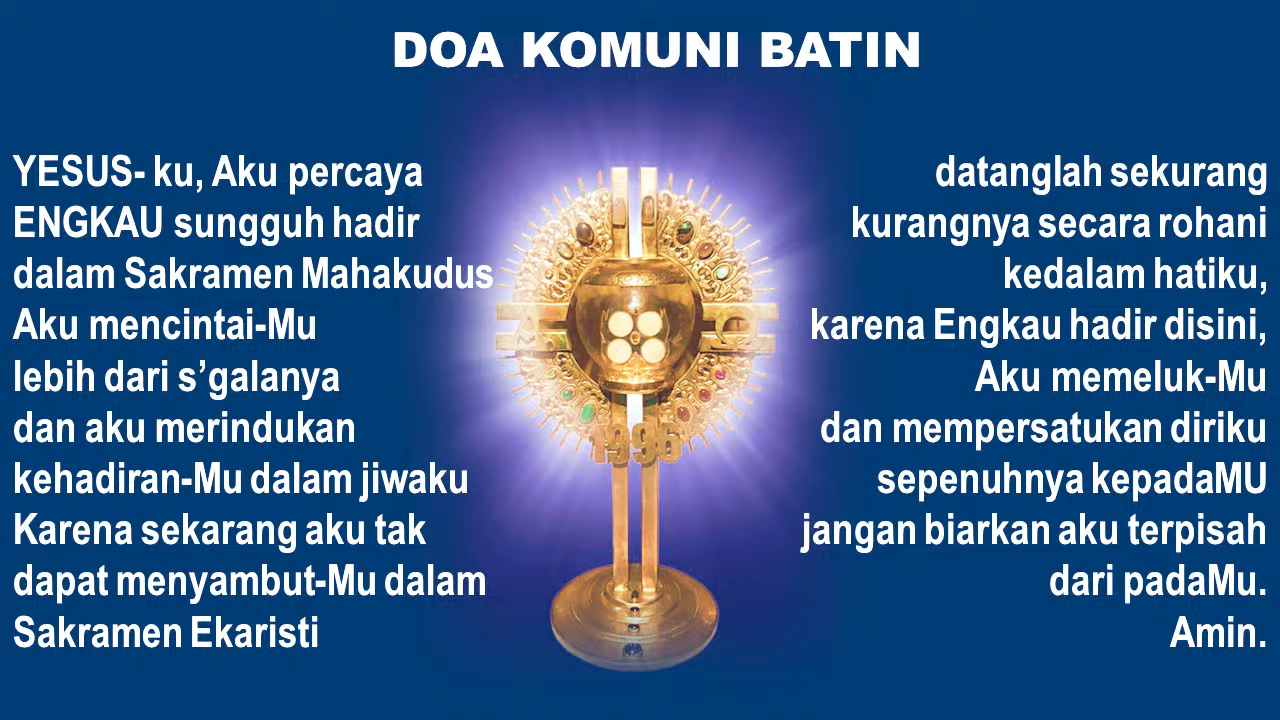 DOA KOMUNI BATIN
YESUS- ku, Aku percaya
ENGKAU sungguh hadir
dalam Sakramen Mahakudus
Aku mencintai-Mu
lebih dari s’galanya
dan aku merindukan
kehadiran-Mu dalam jiwaku
Karena sekarang aku tak
dapat menyambut-Mu dalam
Sakramen Ekaristi
datanglah sekurang
kurangnya secara rohani
kedalam hatiku,
karena Engkau hadir disini,
Aku memeluk-Mu
dan mempersatukan diriku
sepenuhnya kepadaMU
jangan biarkan aku terpisah
dari padaMu.
Amin.
1996